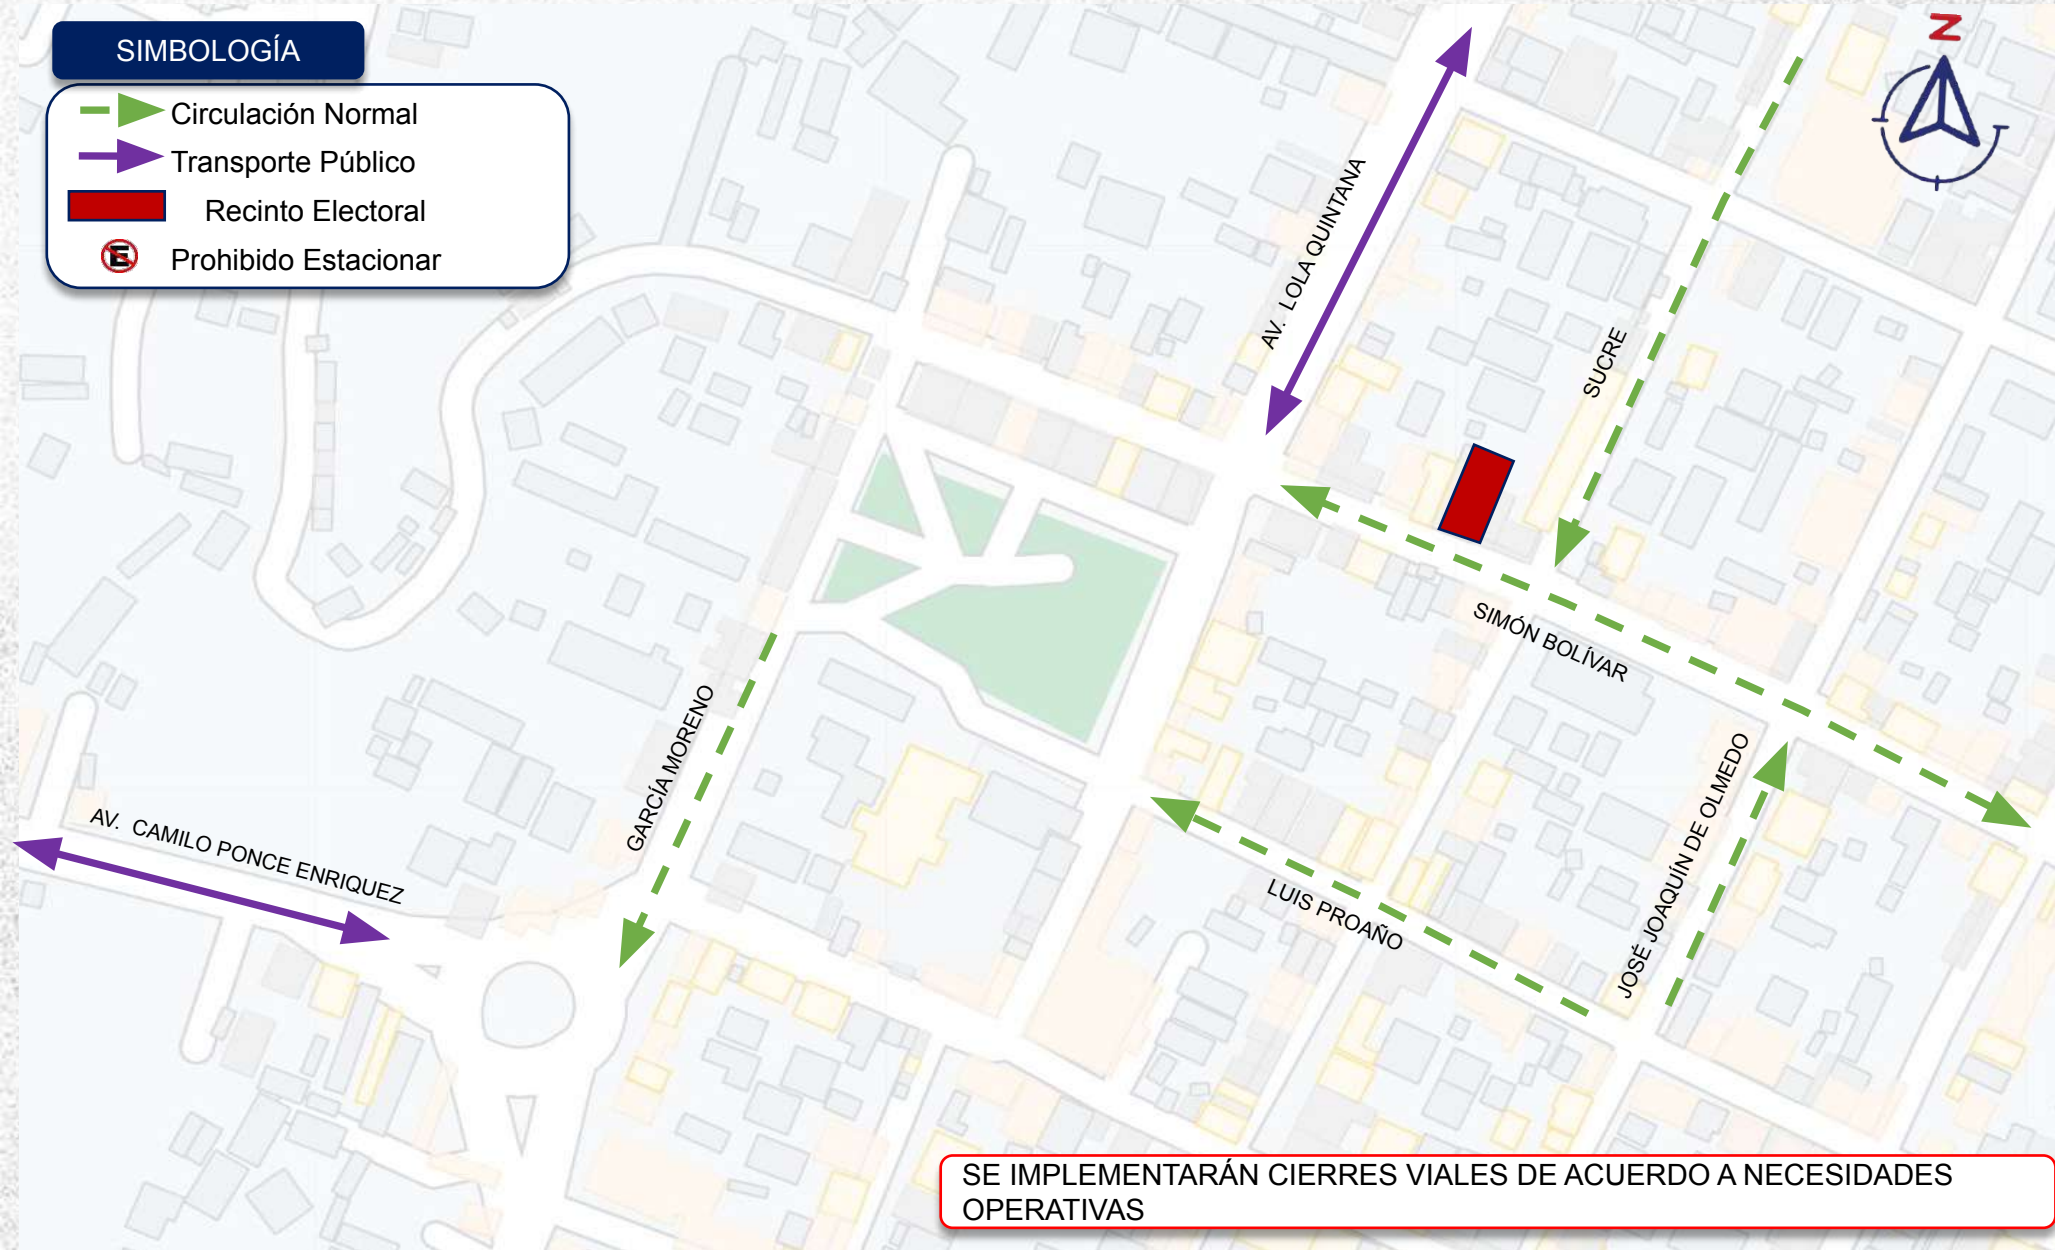 SIMBOLOGÍA
Circulación Normal
Transporte Público
Recinto Electoral
E
Prohibido Estacionar
N
AV. LOLA QUINTANA
SUCRE
SIMÓN BOLÍVAR
GARCÍA MORENO
JOSÉ JOAQUÍN DE OLMEDO
AV. CAMILO PONCE ENRIQUEZ
LUIS PROAÑO
SE IMPLEMENTARÁN CIERRES VIALES DE ACUERDO A NECESIDADES
OPERATIVAS